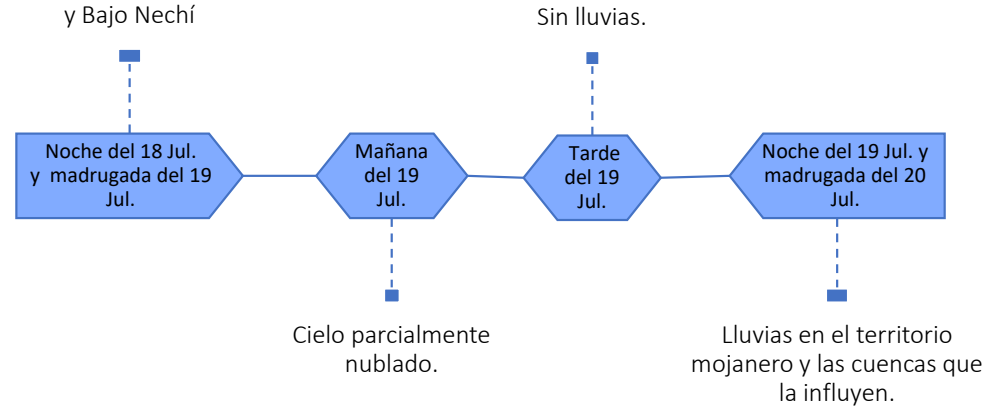 y Bajo Nechí
Sin lluvias.
Noche del 18 Jul.
y madrugada del 19
Jul.
Mañana
del 19
Jul.
Tarde
del 19
Jul.
Noche del 19 Jul. y
madrugada del 20
Jul.
Cielo parcialmente
nublado.
Lluvias en el territorio
mojanero y las cuencas que
la influyen.